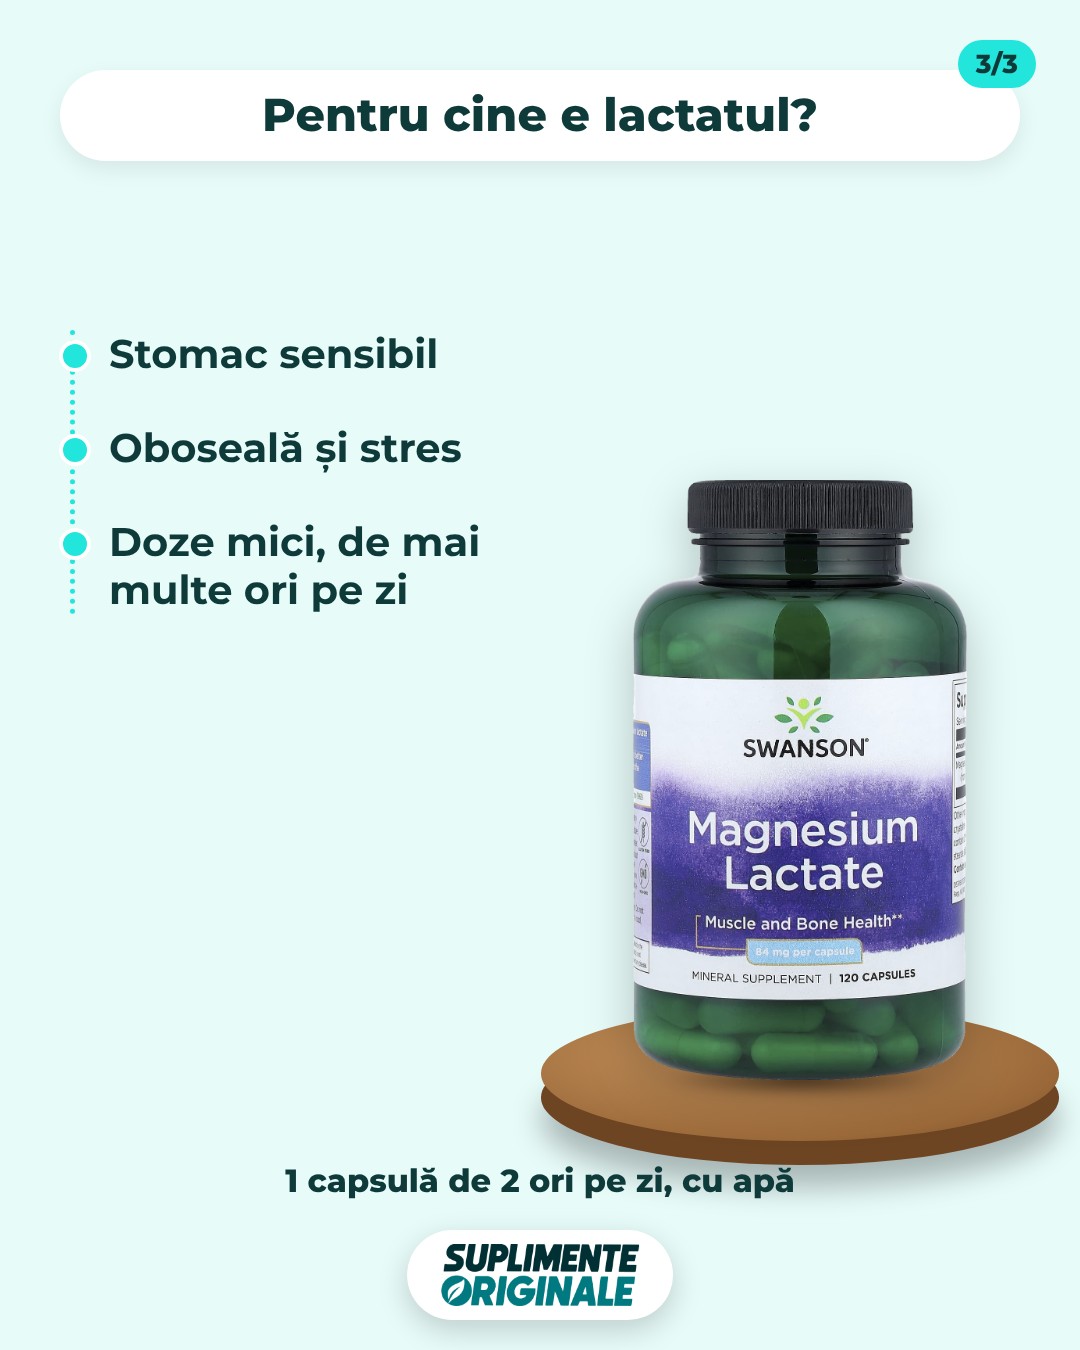 3/3
Pentru cine e lactatul?
Stomac sensibil
Oboseală și stres
Doze mici, de mai
multe ori pe zi
SWANSON®
Magnesium
Lactate
Muscle and Bone Health**
84 mg per capsule
MINERAL SUPPLEMENT | 120 CAPSULES
1 capsulă de 2 ori pe zi, cu apă
SUPLIMENTE
ORIGINALE